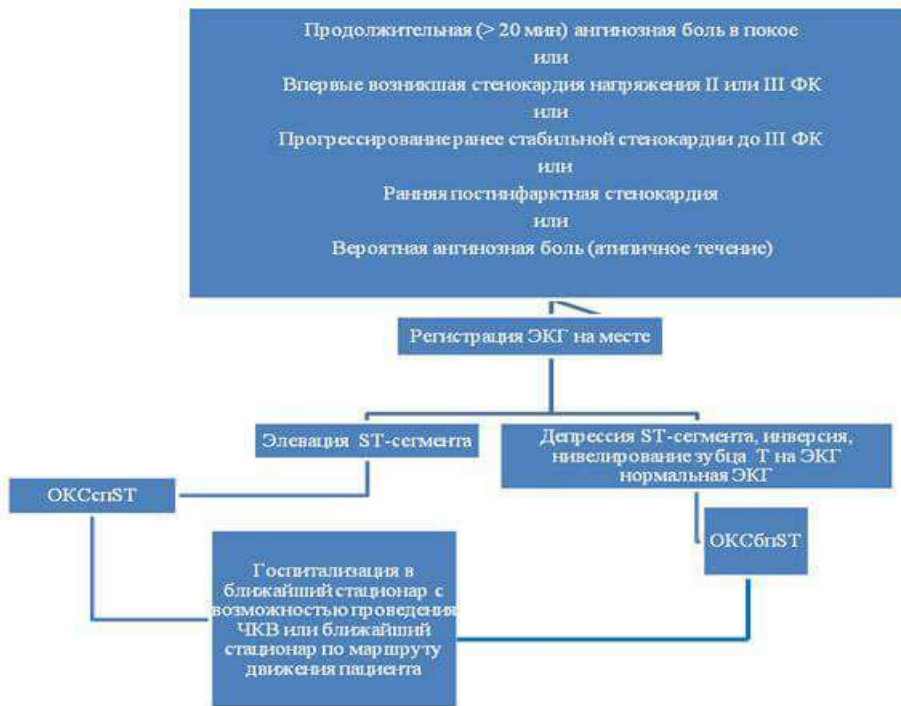 Продолжительная (> 20 мин) ангинозная боль в покое
или
Впервые возникшая стенокардия напряжения II или III ФК
или
Прогрессирование ранее стабильной стенокардии до III ФК
или
Ранняя постинфарктная стенокардия
или
Вероятная ангинозная боль (атипичное течение)
Регистрация ЭКГ на месте
Элевация ST-сегмента
Депрессия ST-сегмента, инверсия,
нивелирование зубца T на ЭКГ
нормальная ЭКГ
ОКСспST
ОКСбпST
Госпитализация в
ближайший стационар с
возможностью проведения
ЧКВ или ближайший
стационар по маршруту
движения пациента